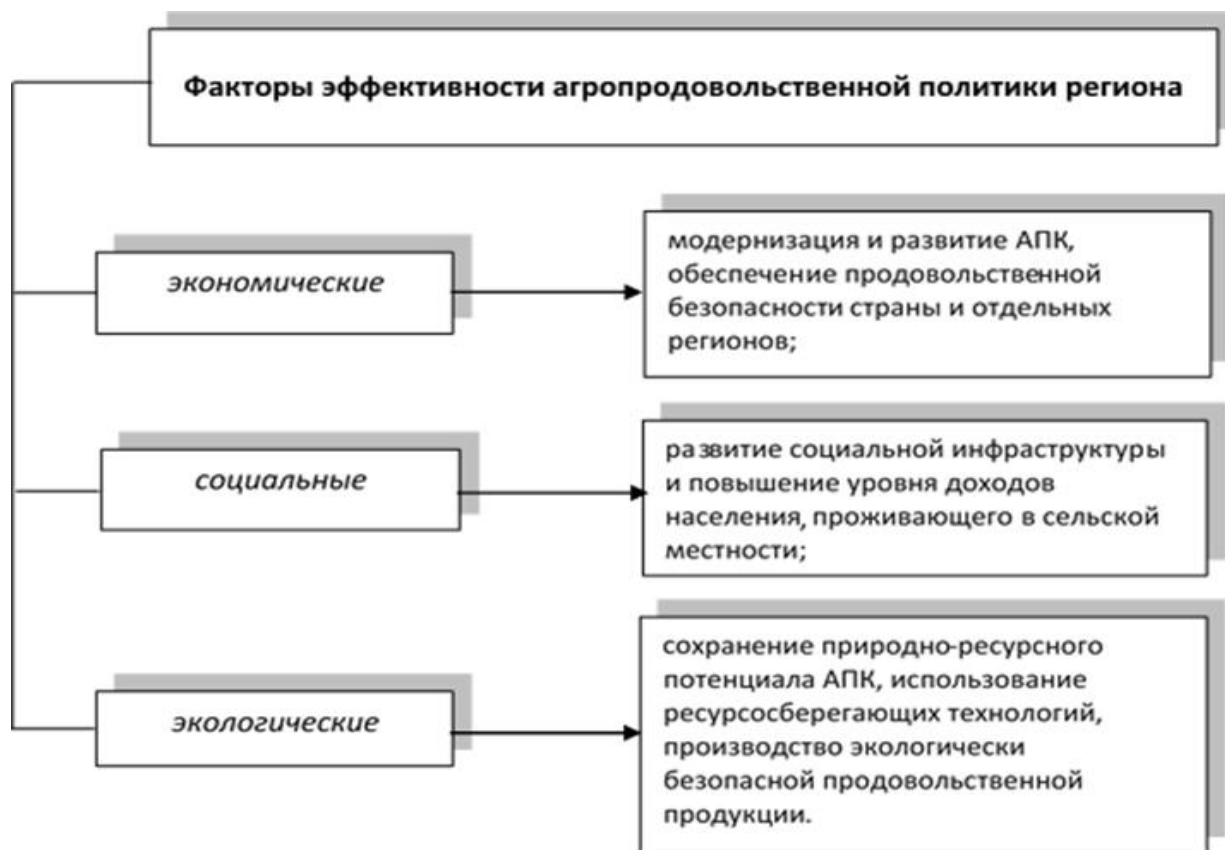 Факторы эффективности агропродовольственной политики региона
экономические
модернизация и развитие АПК,
обеспечение продовольственной
безопасности страны и отдельных
регионов;
социальные
развитие социальной инфраструктуры
и повышение уровня доходов
населения, проживающего в сельской
местности;
экологические
сохранение природно-ресурсного
потенциала АПК, использование
ресурсосберегающих технологий,
производство экологически
безопасной продовольственной
продукции.